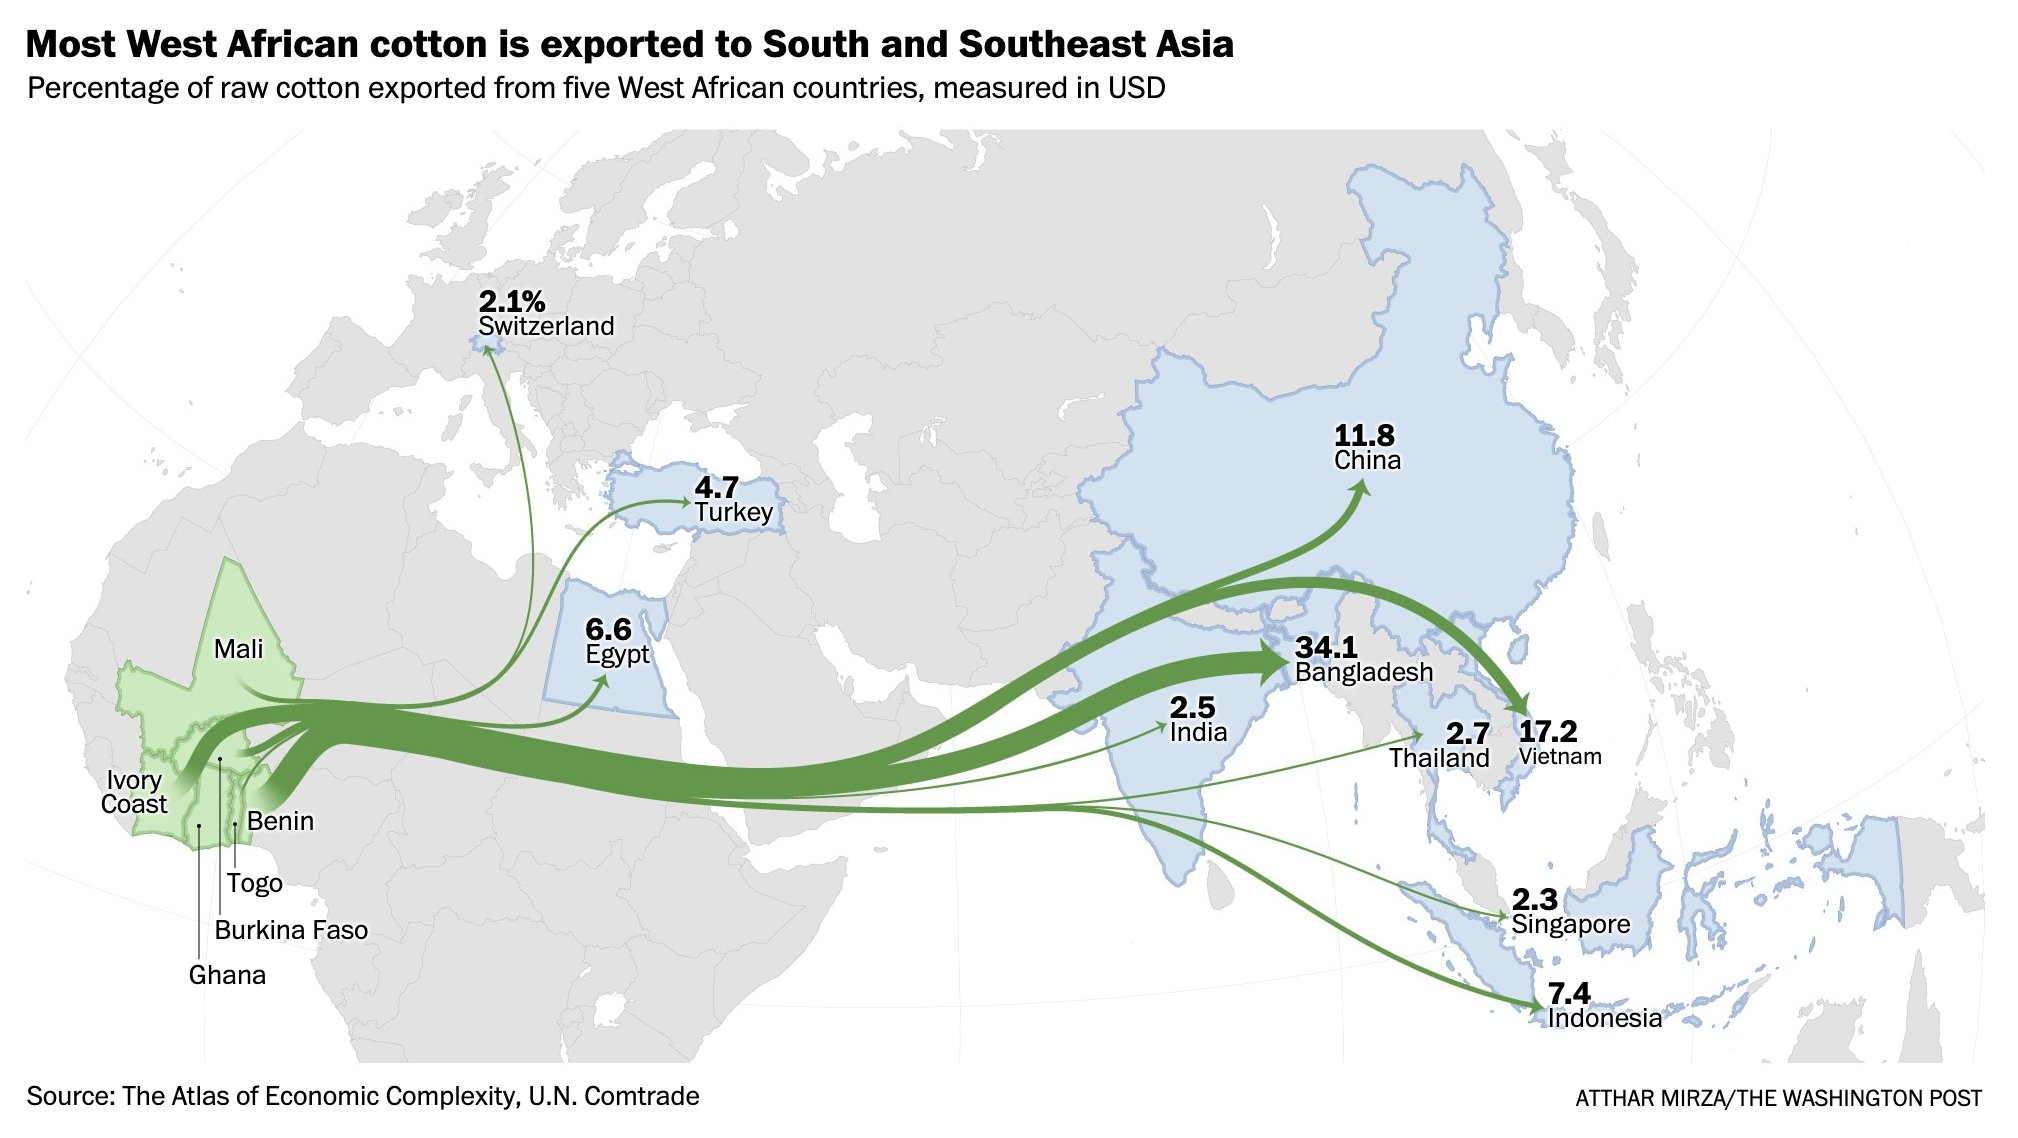 Most West African cotton is exported to South and Southeast Asia
Percentage of raw cotton exported from five West African countries, measured in USD
2.1%
Switzerland
11.8
China
4.7
Turkey
6.6
Egypt
Mali
34.1
Bangladesh
2.5
India
2.7
Thailand
17.2
Vietnam
Ivory
Coast
Benin
Togo
Burkina Faso
Ghana
2.3
Singapore
7.4
Indonesia
Source: The Atlas of Economic Complexity, U.N. Comtrade
ATTHAR MIRZA/THE WASHINGTON POST